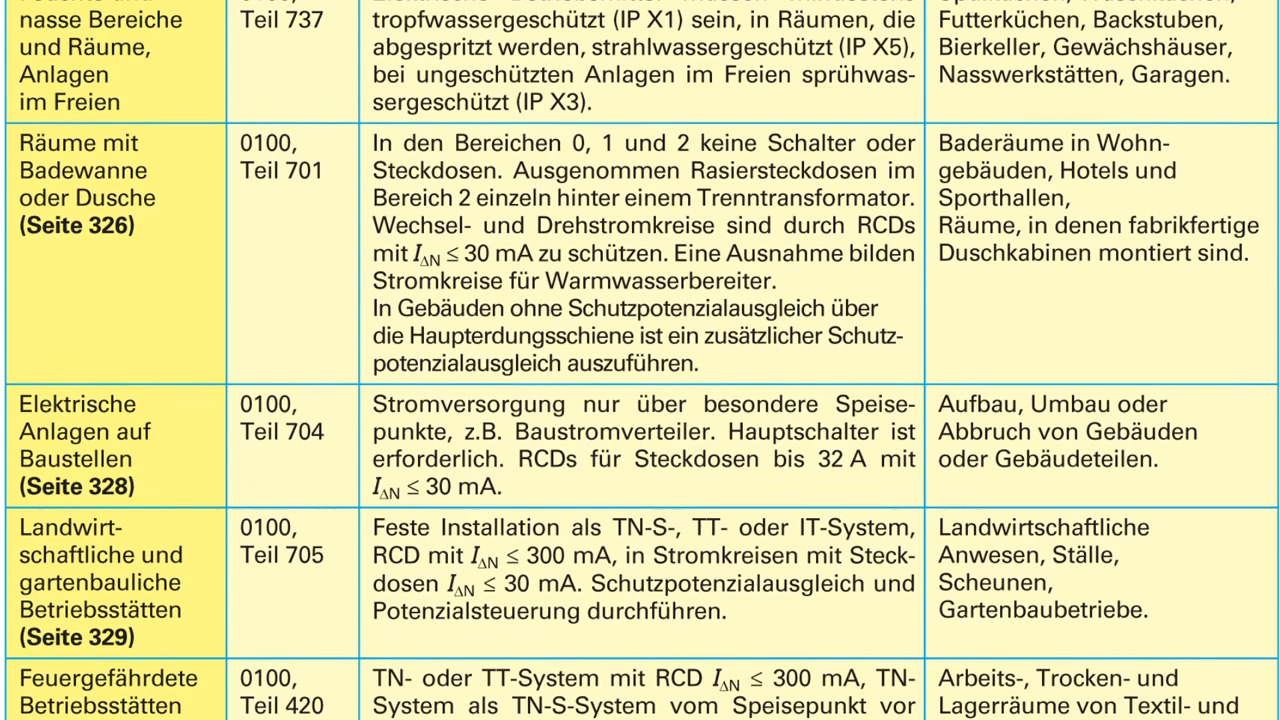 nasse Bereiche
und Räume,
Anlagen
im Freien
Teil 737
tropfwassergeschützt (IP X1) sein, in Räumen, die
abgespritzt werden, strahlwassergeschützt (IP X5),
bei ungeschützten Anlagen im Freien sprühwas-
sergeschützt (IP X3).
Futterküchen, Backstuben,
Bierkeller, Gewächshäuser,
Nasswerkstätten, Garagen.
Räume mit
Badewanne
oder Dusche
(Seite 326)
0100,
Teil 701
In den Bereichen 0, 1 und 2 keine Schalter oder
Steckdosen. Ausgenommen Rasiersteckdosen im
Bereich 2 einzeln hinter einem Trenntransformator.
Wechsel- und Drehstromkreise sind durch RCDs
mit IΔN ≤ 30 mA zu schützen. Eine Ausnahme bilden
Stromkreise für Warmwasserbereiter.
In Gebäuden ohne Schutzpotenzialausgleich über
die Haupterdungsschiene ist ein zusätzlicher Schutz-
potenzialausgleich auszuführen.
Baderäume in Wohn-
gebäuden, Hotels und
Sporthallen,
Räume, in denen fabrikfertige
Duschkabinen montiert sind.
Elektrische
Anlagen auf
Baustellen
(Seite 328)
0100,
Teil 704
Stromversorgung nur über besondere Speise-
punkte, z.B. Baustromverteiler. Hauptschalter ist
erforderlich. RCDs für Steckdosen bis 32 A mit
IΔN ≤ 30 mA.
Aufbau, Umbau oder
Abbruch von Gebäuden
oder Gebäudeteilen.
Landwirt-
schaftliche und
gartenbauliche
Betriebsstätten
(Seite 329)
0100,
Teil 705
Feste Installation als TN-S-, TT- oder IT-System,
RCD mit IΔN ≤ 300 mA, in Stromkreisen mit Steck-
dosen IΔN ≤ 30 mA. Schutzpotenzialausgleich und
Potenzialsteuerung durchführen.
Landwirtschaftliche
Anwesen, Ställe,
Scheunen,
Gartenbaubetriebe.
Feuergefährdete
Betriebsstätten
0100,
Teil 420
TN- oder TT-System mit RCD IΔN ≤ 300 mA, TN-
System als TN-S-System vom Speisepunkt vor
Arbeits-, Trocken- und
Lagerräume von Textil- und